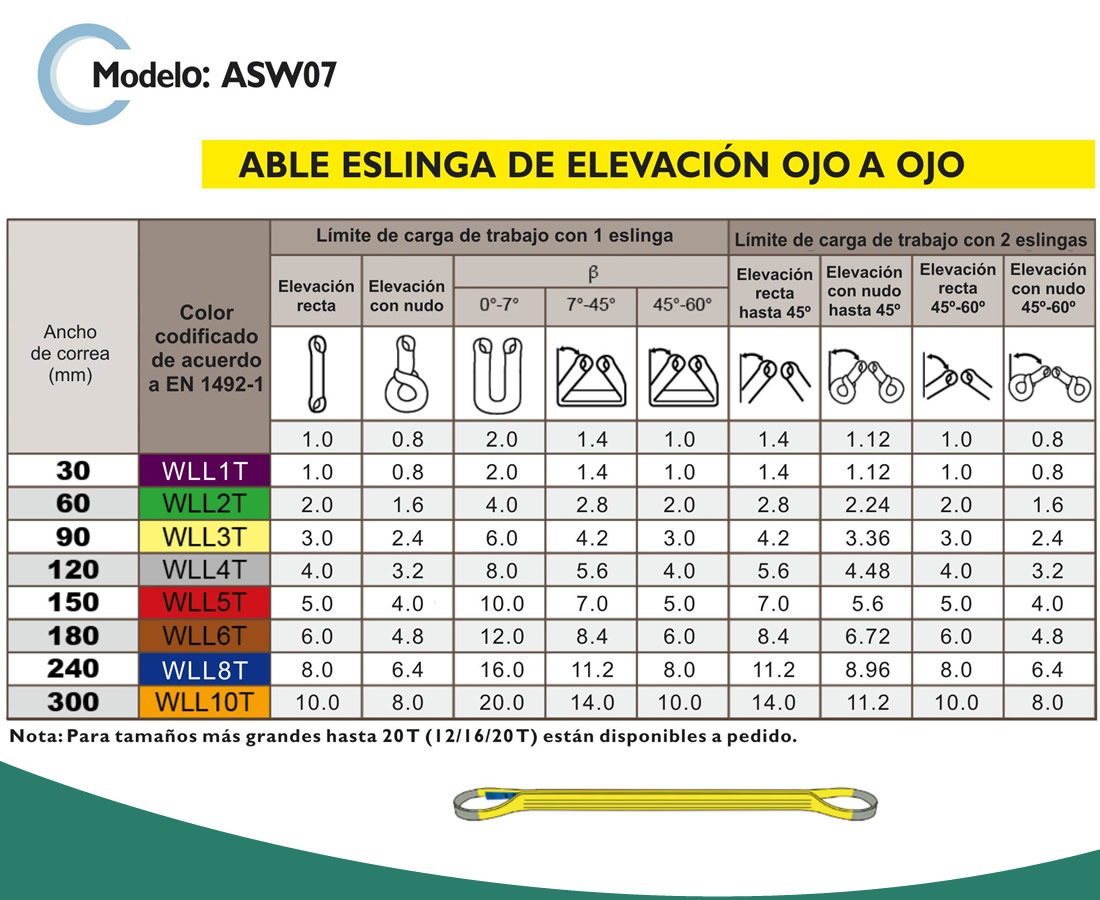 Modelo: ASW07
ABLE ESLINGA DE ELEVACIÓN OJO A OJO
Ancho
de correa
(mm)
Color
codificado
de acuerdo
a EN 1492-1
Límite de carga de trabajo con 1 eslinga
Límite de carga de trabajo con 2 eslingas
Elevación
recta
Elevación
con nudo
β
0°-7°
7°-45°
45°-60°
Elevación
recta
hasta 45º
Elevación
con nudo
hasta 45º
Elevación
recta
45º-60º
Elevación
con nudo
45º-60º
1.0 0.8 2.0 1.4 1.0 1.4 1.12 1.0 0.8
30 WLL1T 1.0 0.8 2.0 1.4 1.0 1.4 1.12 1.0 0.8
60 WLL2T 2.0 1.6 4.0 2.8 2.0 2.8 2.24 2.0 1.6
90 WLL3T 3.0 2.4 6.0 4.2 3.0 4.2 3.36 3.0 2.4
120 WLL4T 4.0 3.2 8.0 5.6 4.0 5.6 4.48 4.0 3.2
150 WLL5T 5.0 4.0 10.0 7.0 5.0 7.0 5.6 5.0 4.0
180 WLL6T 6.0 4.8 12.0 8.4 6.0 8.4 6.72 6.0 4.8
240 WLL8T 8.0 6.4 16.0 11.2 8.0 11.2 8.96 8.0 6.4
300 WLL10T 10.0 8.0 20.0 14.0 10.0 14.0 11.2 10.0 8.0
Nota: Para tamaños más grandes hasta 20 T (12/16/20 T) están disponibles a pedido.